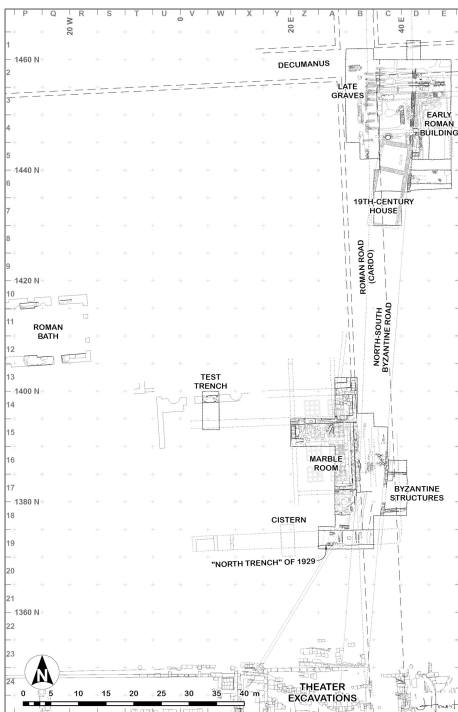 P Q R S T U V W X Y Z A B C D E
20 W
0
20 E
40 E
1
1460 N
DECUMANUS
2
LATE
GRAVES
3
EARLY
ROMAN
BUILDING
4
5
1440 N
6
19TH-CENTURY
HOUSE
7
8
ROMAN ROAD
(CARDO)
9
1420 N
NORTH-SOUTH
BYZANTINE ROAD
10
11
ROMAN
BATH
12
13
TEST
TRENCH
1400 N
14
15
MARBLE
ROOM
16
17
BYZANTINE
STRUCTURES
1380 N
18
CISTERN
19
"NORTH TRENCH" OF 1929
20
21
1360 N
22
23
N
24
THEATER
EXCAVATIONS
0 5 10 15 20 25 30 35 40 m